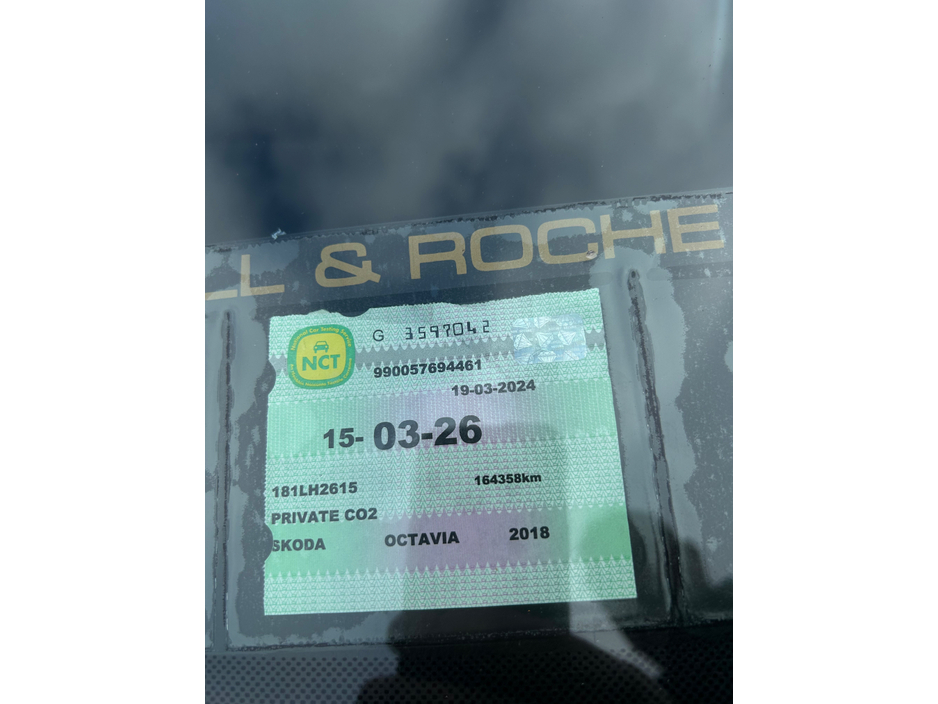 & ROCHE
G 3597042
NCT
990057694461
19-03-2024
15-03-26
181LH2615
164358km
PRIVATE CO2
SKODA OCTAVIA 2018